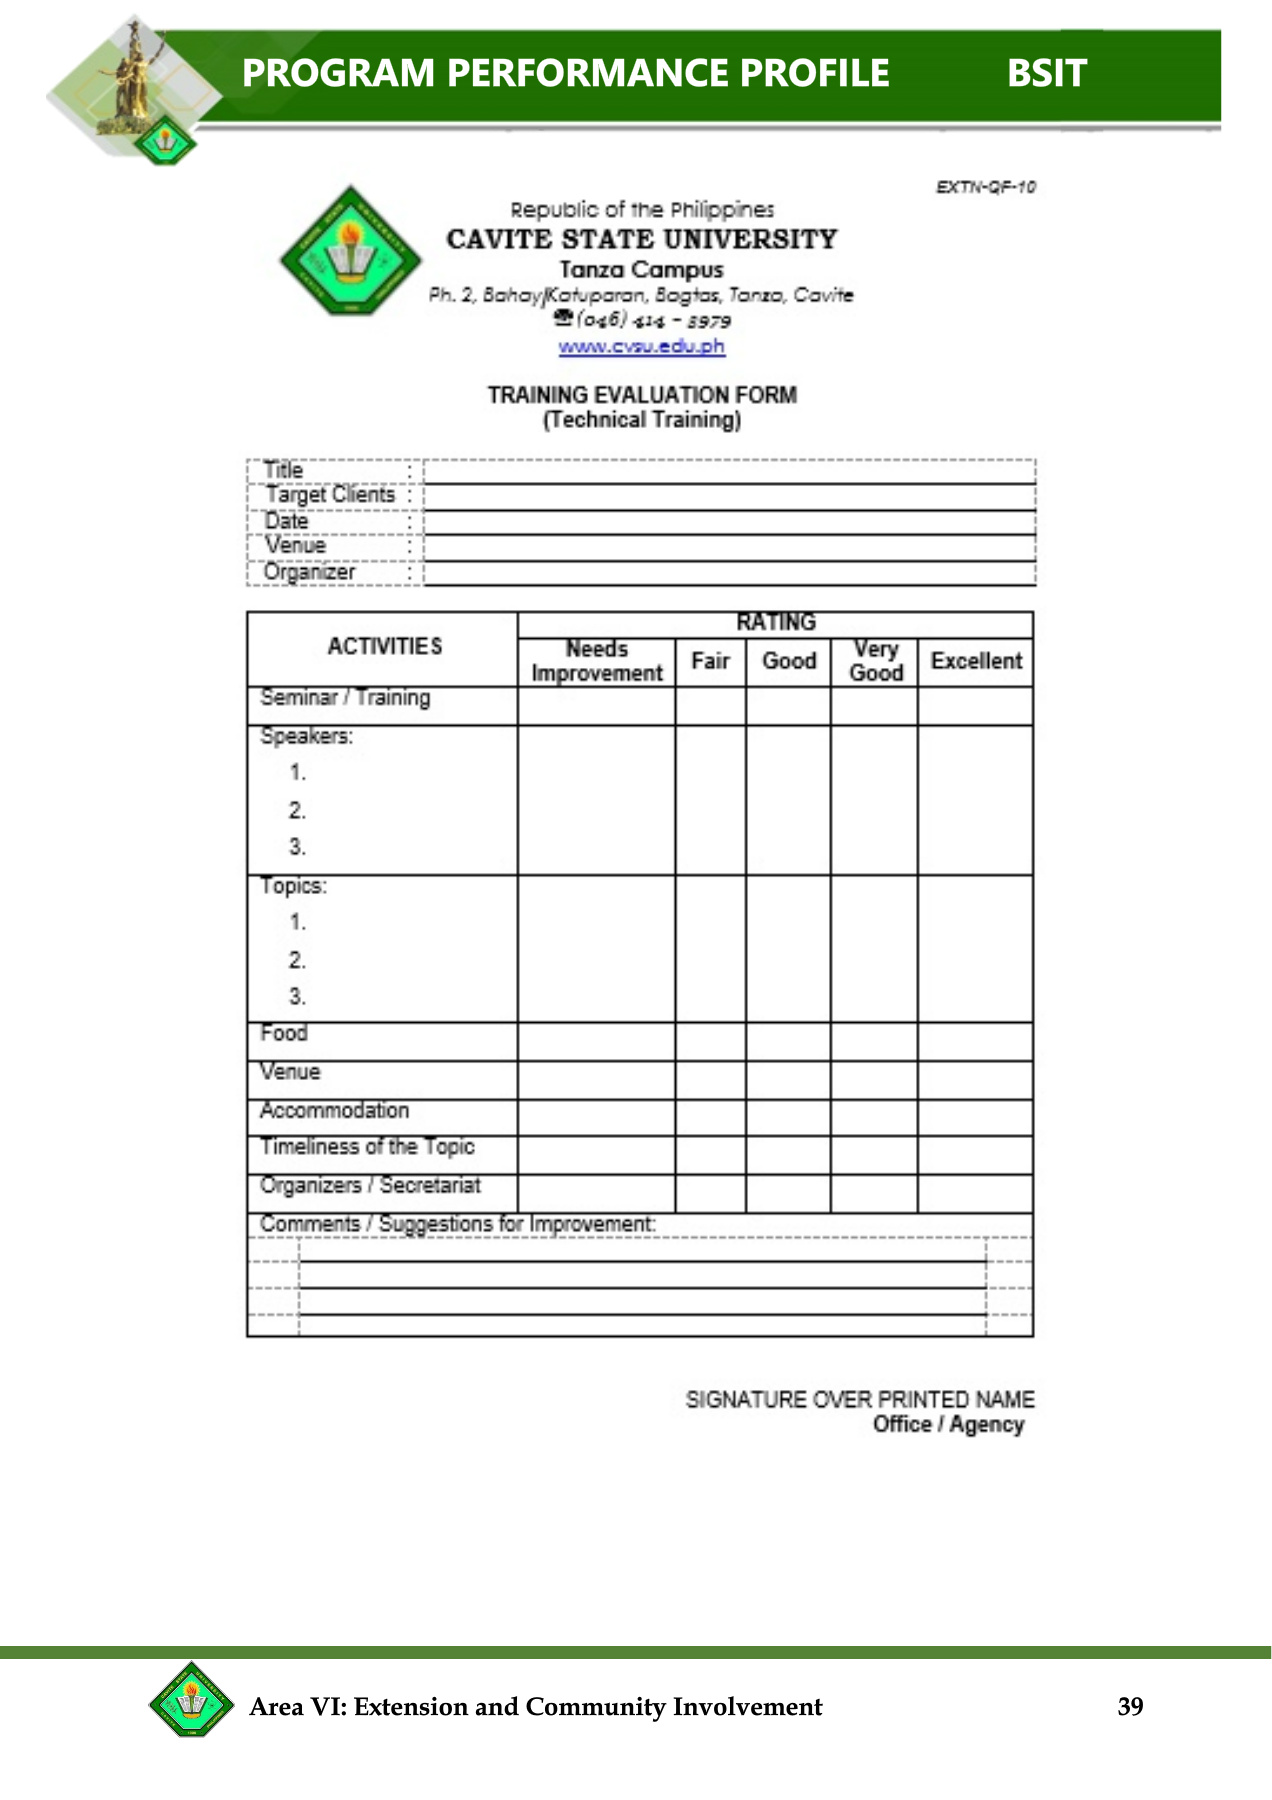 PROGRAM PERFORMANCE PROFILE BSIT
EXTN-QF-10
Republic of the Philippines
CAVITE STATE UNIVERSITY
Tanza Campus
Ph. 2, Bahay Katuparan, Bagtas, Tanza, Cavite
(046) 414 - 3979
www.cvsu.edu.ph
TRAINING EVALUATION FORM
(Technical Training)
Title :
Target Clients :
Date :
Venue :
Organizer :
ACTIVITIES
RATING
Needs Improvement Fair Good Very Good Excellent
Seminar / Training
Speakers:
1.
2.
3.
Topics:
1.
2.
3.
Food
Venue
Accommodation
Timeliness of the Topic
Organizers / Secretariat
Comments / Suggestions for Improvement:
SIGNATURE OVER PRINTED NAME
Office / Agency
Area VI: Extension and Community Involvement 39